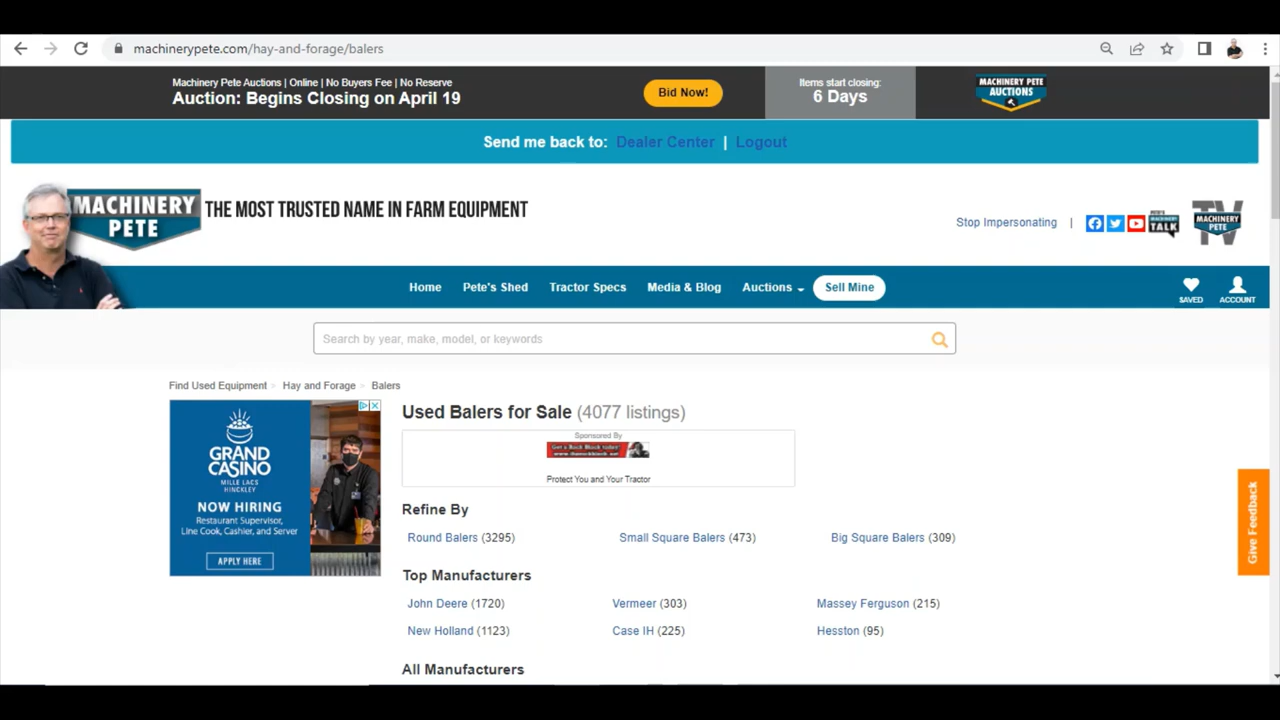 machinerypete.com/hay-and-forage/balers
Machinery Pete Auctions | Online | No Buyers Fee | No Reserve
Auction: Begins Closing on April 19
Bid Now!
Items start closing:
6 Days
MACHINERY PETE
AUCTIONS
Send me back to: Dealer Center | Logout
MACHINERY
PETE
THE MOST TRUSTED NAME IN FARM EQUIPMENT
Stop Impersonating |
MACHINERY
TALK
TV
MACHINERY
PETE
Home Pete's Shed Tractor Specs Media & Blog Auctions Sell Mine
SAVED
ACCOUNT
Search by year, make, model, or keywords
Find Used Equipment > Hay and Forage > Balers
GRAND
CASINO
MILLE LACS
HINCKLEY
NOW HIRING
Restaurant Supervisor,
Line Cook, Cashier, and Server
APPLY HERE
Used Balers for Sale (4077 listings)
Sponsored By
Protect You and Your Tractor
Refine By
Round Balers (3295) Small Square Balers (473) Big Square Balers (309)
Top Manufacturers
John Deere (1720) Vermeer (303) Massey Ferguson (215)
New Holland (1123) Case IH (225) Hesston (95)
All Manufacturers
Give Feedback